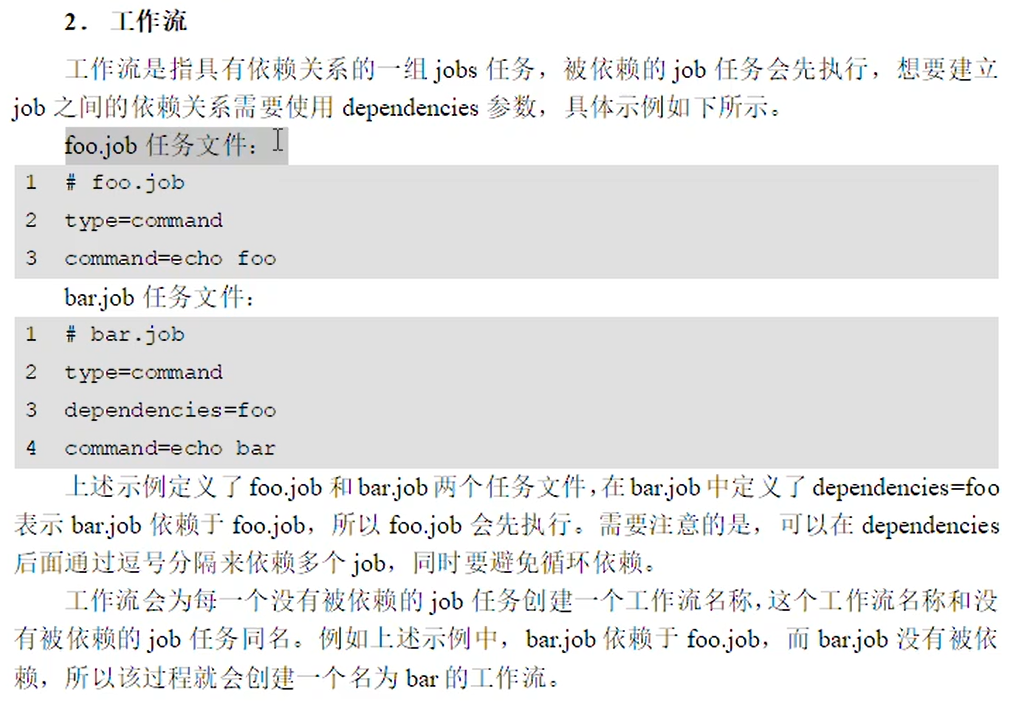 2. 工作流
工作流是指具有依赖关系的一组 jobs 任务，被依赖的 job 任务会先执行，想要建立
job 之间的依赖关系需要使用 dependencies 参数，具体示例如下所示。
foo.job 任务文件：
1 # foo.job
2 type=command
3 command=echo foo
bar.job 任务文件：
1 # bar.job
2 type=command
3 dependencies=foo
4 command=echo bar
上述示例定义了 foo.job 和 bar.job 两个任务文件，在 bar.job 中定义了 dependencies=foo
表示 bar.job 依赖于 foo.job，所以 foo.job 会先执行。需要注意的是，可以在 dependencies
后面通过逗号分隔来依赖多个 job，同时要避免循环依赖。
工作流会为每一个没有被依赖的 job 任务创建一个工作流名称，这个工作流名称和没
有被依赖的 job 任务同名。例如上述示例中，bar.job 依赖于 foo.job，而 bar.job 没有被依
赖，所以该过程就会创建一个名为 bar 的工作流。